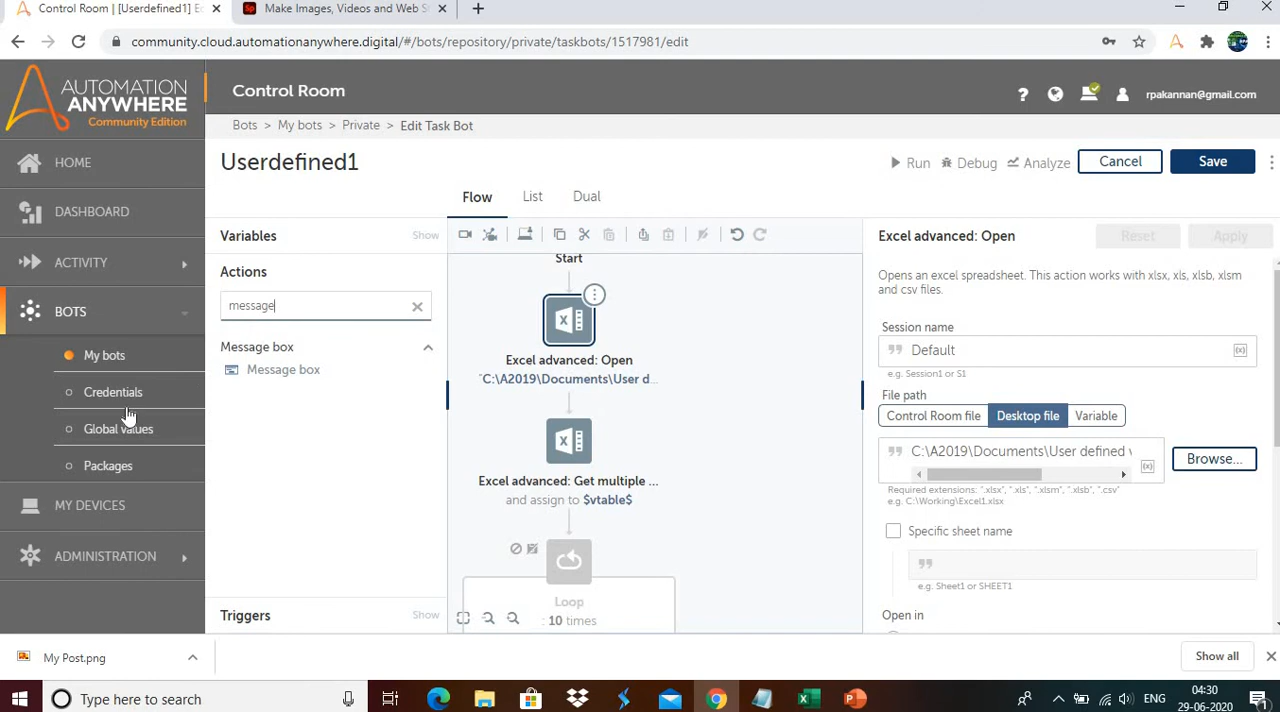 Control Room | [Userdefined1] Ed
Make Images, Videos and Web St
community.cloud.automationanywhere.digital/#/bots/repository/private/taskbots/1517981/edit
AUTOMATION
ANYWHERE
Community Edition
Control Room
rpakannan@gmail.com
Bots > My bots > Private > Edit Task Bot
HOME
Userdefined1
Run
Debug
Analyze
Cancel
Save
DASHBOARD
Flow
List
Dual
Variables
Show
ACTIVITY
Actions
message
BOTS
Message box
Message box
My bots
Credentials
Global values
Packages
MY DEVICES
ADMINISTRATION
Triggers
Show
Start
Excel advanced: Open
"C:\A2019\Documents\User d...
Excel advanced: Get multiple ...
and assign to $vtable$
Loop
: 10 times
Excel advanced: Open
Reset
Apply
Opens an excel spreadsheet. This action works with xlsx, xls, xlsb, xlsm
and csv files.
Session name
Default
(x)
e.g. Session1 or S1
File path
Control Room file
Desktop file
Variable
C:\A2019\Documents\User defined
(x)
Browse...
Required extensions: ".xlsx", ".xls", ".xlsm", ".xlsb", ".csv"
e.g. C:\Working\Excel1.xlsx
Specific sheet name
e.g. Sheet1 or SHEET1
Open in
My Post.png
Show all
Type here to search
ENG
04:30
29-06-2020